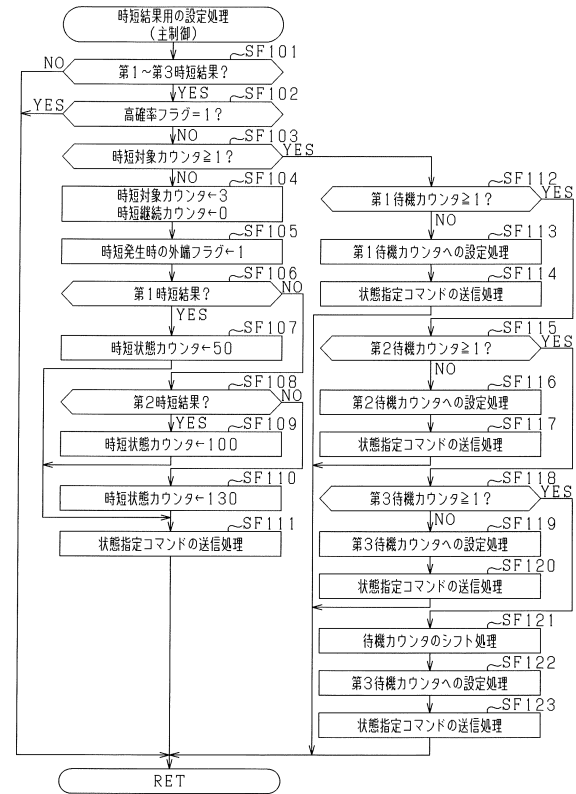 時短結果用の設定処理
(主制御)
SF101
第1～第3時短結果?
NO
YES
SF102
高確率フラグ=1?
YES
NO
SF103
時短対象カウンタ≧1?
YES
NO
SF104
時短対象カウンタ←3
時短継続カウンタ←0
SF105
時短発生時の外端フラグ←1
SF106
第1時短結果?
NO
YES
SF107
時短状態カウンタ←50
SF108
第2時短結果?
NO
YES
SF109
時短状態カウンタ←100
SF110
時短状態カウンタ←130
SF111
状態指定コマンドの送信処理
SF112
第1待機カウンタ≧1?
YES
NO
SF113
第1待機カウンタへの設定処理
SF114
状態指定コマンドの送信処理
SF115
第2待機カウンタ≧1?
YES
NO
SF116
第2待機カウンタへの設定処理
SF117
状態指定コマンドの送信処理
SF118
第3待機カウンタ≧1?
YES
NO
SF119
第3待機カウンタへの設定処理
SF120
状態指定コマンドの送信処理
SF121
待機カウンタのシフト処理
SF122
第3待機カウンタへの設定処理
SF123
状態指定コマンドの送信処理
RET